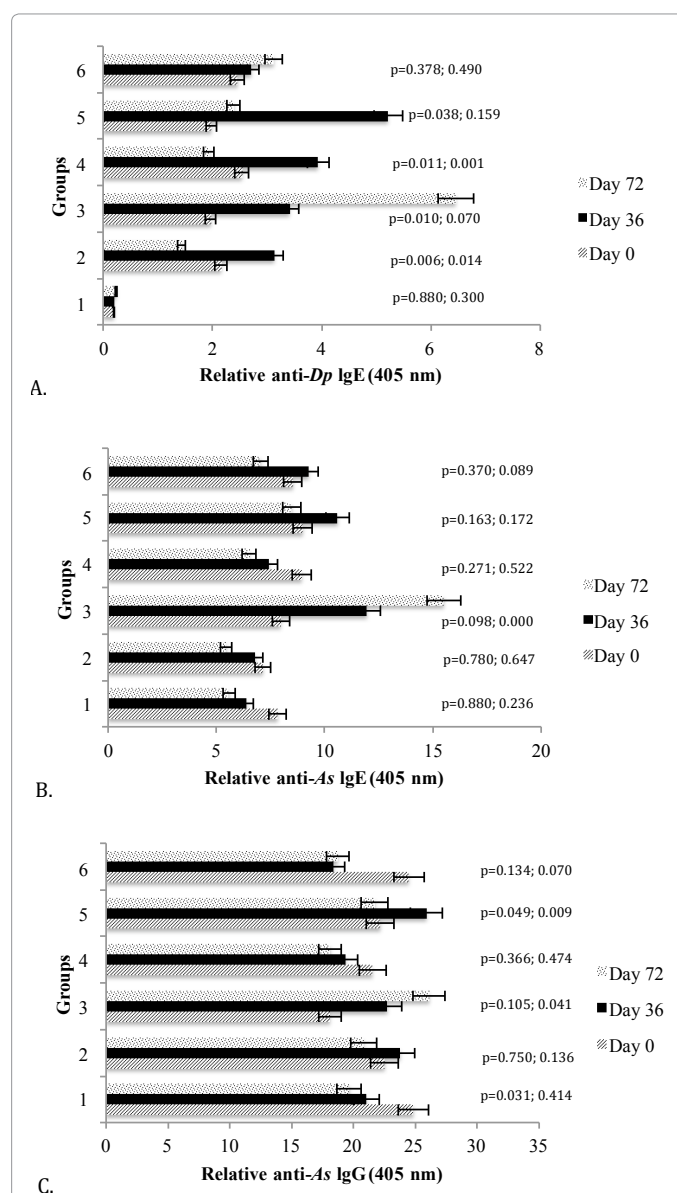 6
p=0.378; 0.490
5
p=0.038; 0.159
4
p=0.011; 0.001
Day 72
3
p=0.010; 0.070
Day 36
2
p=0.006; 0.014
Day 0
1
p=0.880; 0.300
Groups
0 2 4 6 8
Relative anti-Dp lgE (405 nm)
A.
6
p=0.370; 0.089
5
p=0.163; 0.172
4
p=0.271; 0.522
Day 72
3
p=0.098; 0.000
Day 36
2
p=0.780; 0.647
Day 0
1
p=0.880; 0.236
Groups
0 5 10 15 20
Relative anti-As lgE (405 nm)
B.
6
p=0.134; 0.070
5
p=0.049; 0.009
4
p=0.366; 0.474
Day 72
3
p=0.105; 0.041
Day 36
2
p=0.750; 0.136
Day 0
1
p=0.031; 0.414
Groups
0 5 10 15 20 25 30 35
Relative anti-As lgG (405 nm)
C.